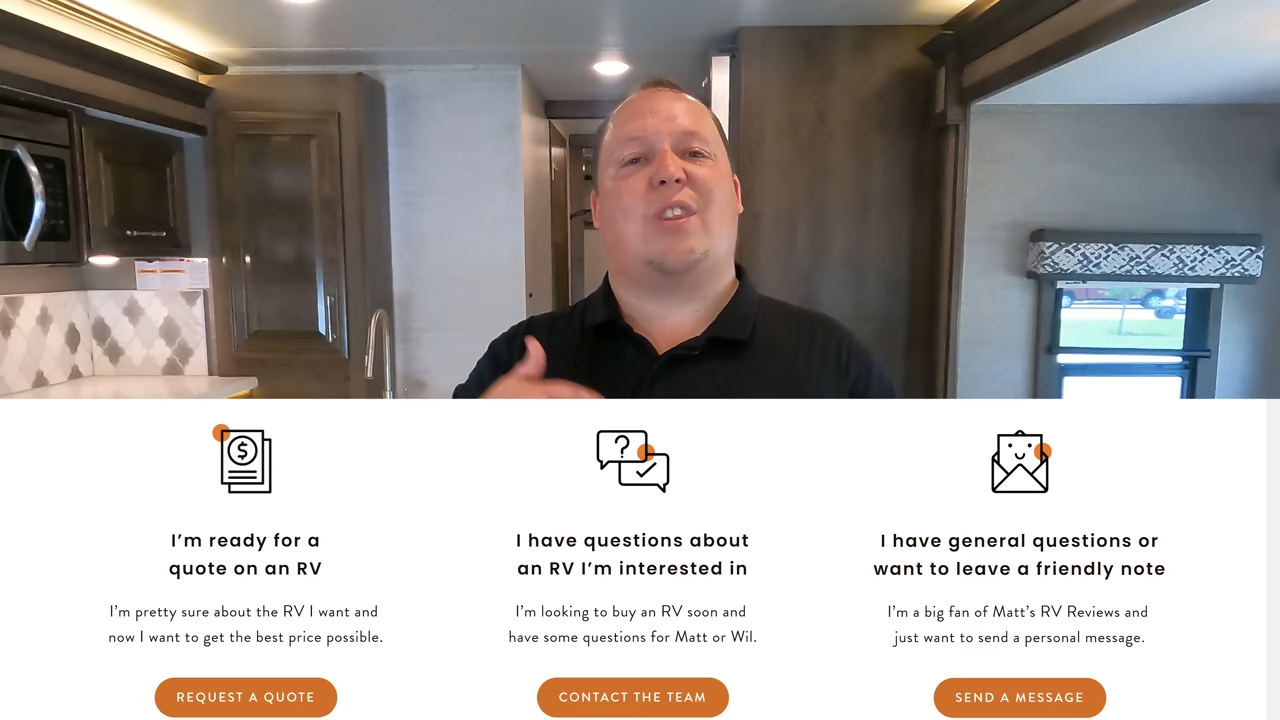 I'm ready for a
quote on an RV
I'm pretty sure about the RV I want and
now I want to get the best price possible.
REQUEST A QUOTE
I have questions about
an RV I'm interested in
I'm looking to buy an RV soon and
have some questions for Matt or Wil.
CONTACT THE TEAM
I have general questions or
want to leave a friendly note
I'm a big fan of Matt's RV Reviews and
just want to send a personal message.
SEND A MESSAGE